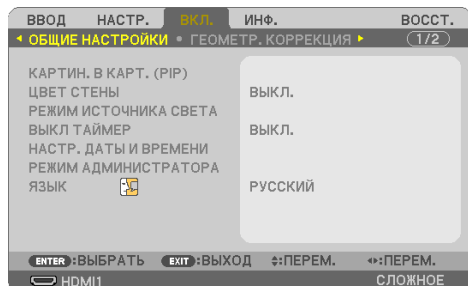 ВВОД НАСТР. ВКЛ. ИНФ. ВОССТ.
ОБЩИЕ НАСТРОЙКИ • ГЕОМЕТР. КОРРЕКЦИЯ 1/2
КАРТИН. В КАРТ. (PIP)
ЦВЕТ СТЕНЫ ВЫКЛ.
РЕЖИМ ИСТОЧНИКА СВЕТА
ВЫКЛ ТАЙМЕР ВЫКЛ.
НАСТР. ДАТЫ И ВРЕМЕНИ
РЕЖИМ АДМИНИСТРАТОРА
ЯЗЫК РУССКИЙ
ENTER :ВЫБРАТЬ EXIT :ВЫХОД :ПЕРЕМ. :ПЕРЕМ.
HDMI1 СЛОЖНОЕ